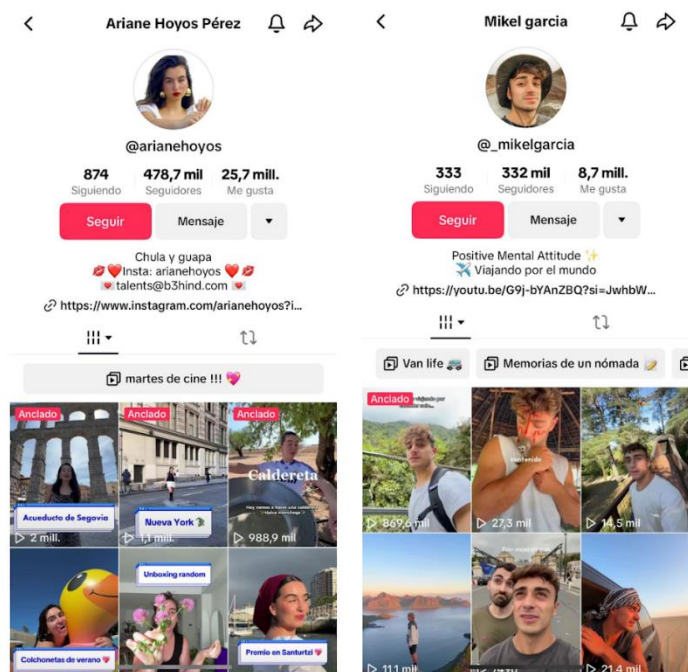 Ariane Hoyos Pérez
@arianehoyos
874 478,7 mil 25,7 mill.
Siguiendo Seguidores Me gusta
Seguir Mensaje
Chula y guapa
💋❤️Insta: arianehoyos ❤️💋
💌talents@b3hind.com 💌
https://www.instagram.com/arianehoyos?i...
martes de cine !!! 💘
Anclado Anclado Anclado
Acueducto de Segovia
2 mill.
Nueva York 🗽
1,1 mill.
Caldereta
988,9 mil
Colchonetas de verano 💖
Unboxing random
Premio en Santurtzi 💖
Mikel garcia
@_mikelgarcia
333 332 mil 8,7 mill.
Siguiendo Seguidores Me gusta
Seguir Mensaje
Positive Mental Attitude ✨
✈️ Viajando por el mundo
https://youtu.be/G9j-bYAnZBQ?si=JwhbW...
Van life 🚐 Memorias de un nómada 📝
Anclado
869,6 mil
contenido
27,3 mil
14,5 mil
11,1 mil
21,4 mil